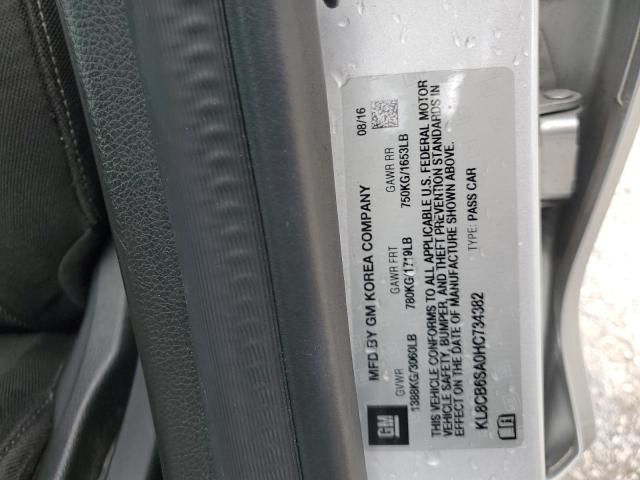 MFD BY GM KOREA COMPANY 08/16
GVWR GAWR FRT GAWR RR
1388KG/3060LB 780KG/1719LB 750KG/1653LB
THIS VEHICLE CONFORMS TO ALL APPLICABLE U.S. FEDERAL MOTOR
VEHICLE SAFETY, BUMPER, AND THEFT PREVENTION STANDARDS IN
EFFECT ON THE DATE OF MANUFACTURE SHOWN ABOVE.
KL8CB6SA0HC734382 TYPE: PASS CAR
GM